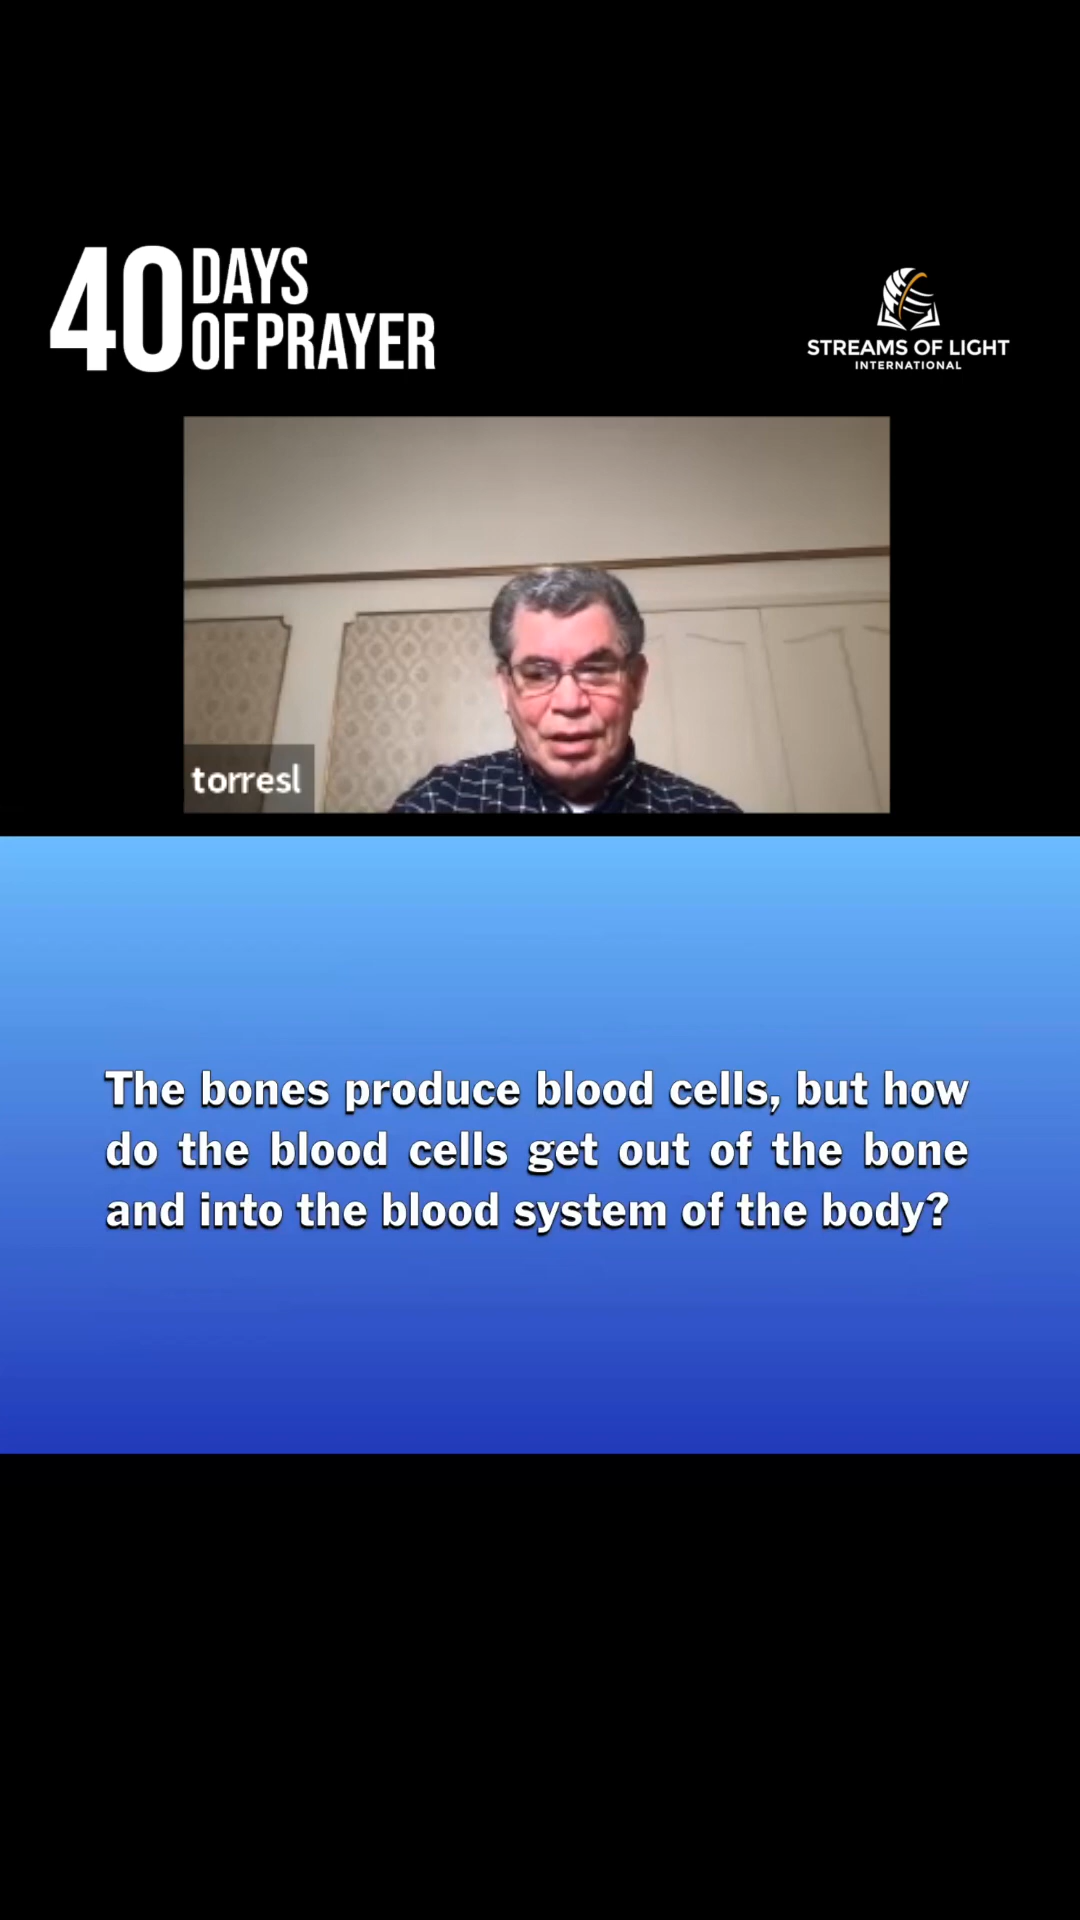 40 DAYS
OF PRAYER
STREAMS OF LIGHT
INTERNATIONAL
torresl
The bones produce blood cells, but how
do the blood cells get out of the bone
and into the blood system of the body?